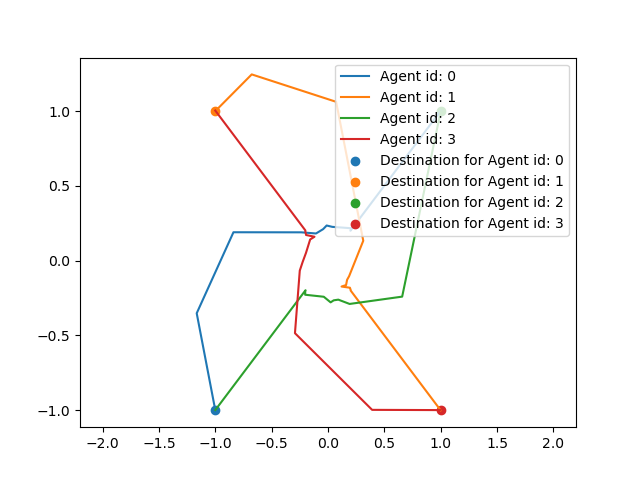 Agent id: 0
Agent id: 1
Agent id: 2
Agent id: 3
Destination for Agent id: 0
Destination for Agent id: 1
Destination for Agent id: 2
Destination for Agent id: 3
1.0
0.5
0.0
−0.5
−1.0
−2.0 −1.5 −1.0 −0.5 0.0 0.5 1.0 1.5 2.0